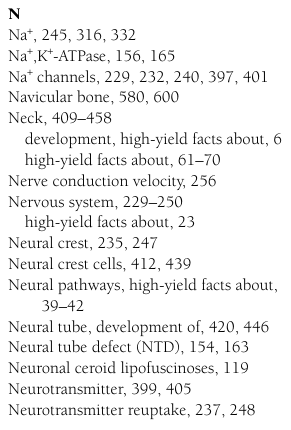 N
Na⁺, 245, 316, 332
Na⁺,K⁺-ATPase, 156, 165
Na⁺ channels, 229, 232, 240, 397, 401
Navicular bone, 580, 600
Neck, 409–458
development, high-yield facts about, 6
high-yield facts about, 61–70
Nerve conduction velocity, 256
Nervous system, 229–250
high-yield facts about, 23
Neural crest, 235, 247
Neural crest cells, 412, 439
Neural pathways, high-yield facts about,
39–42
Neural tube, development of, 420, 446
Neural tube defect (NTD), 154, 163
Neuronal ceroid lipofuscinoses, 119
Neurotransmitter, 399, 405
Neurotransmitter reuptake, 237, 248